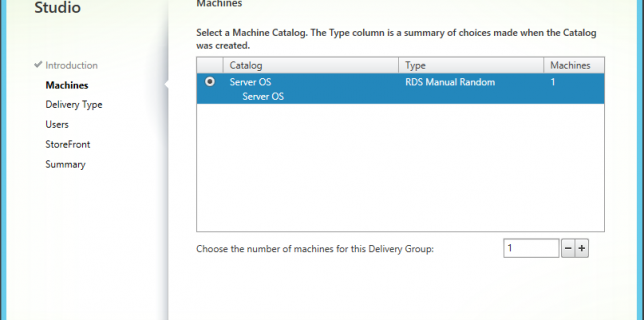 Studio
Machines
Select a Machine Catalog. The Type column is a summary of choices made when the Catalog
was created.
Introduction
Machines
Delivery Type
Users
StoreFront
Summary
Catalog Type Machines
Server OS RDS Manual Random 1
Server OS
Choose the number of machines for this Delivery Group: 1 − +